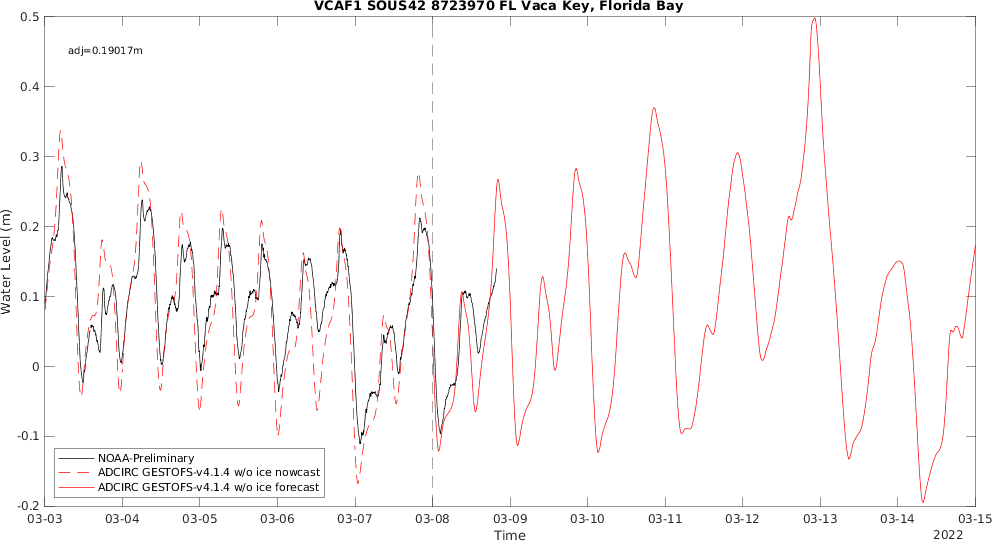 VCAF1 SOUS42 8723970 FL Vaca Key, Florida Bay
adj=0.19017m
Water Level (m)
0.5
0.4
0.3
0.2
0.1
0
-0.1
-0.2
NOAA-Preliminary
ADCIRC GESTOFS-v4.1.4 w/o ice nowcast
ADCIRC GESTOFS-v4.1.4 w/o ice forecast
03-03 03-04 03-05 03-06 03-07 03-08 03-09 03-10 03-11 03-12 03-13 03-14 03-15
Time
2022